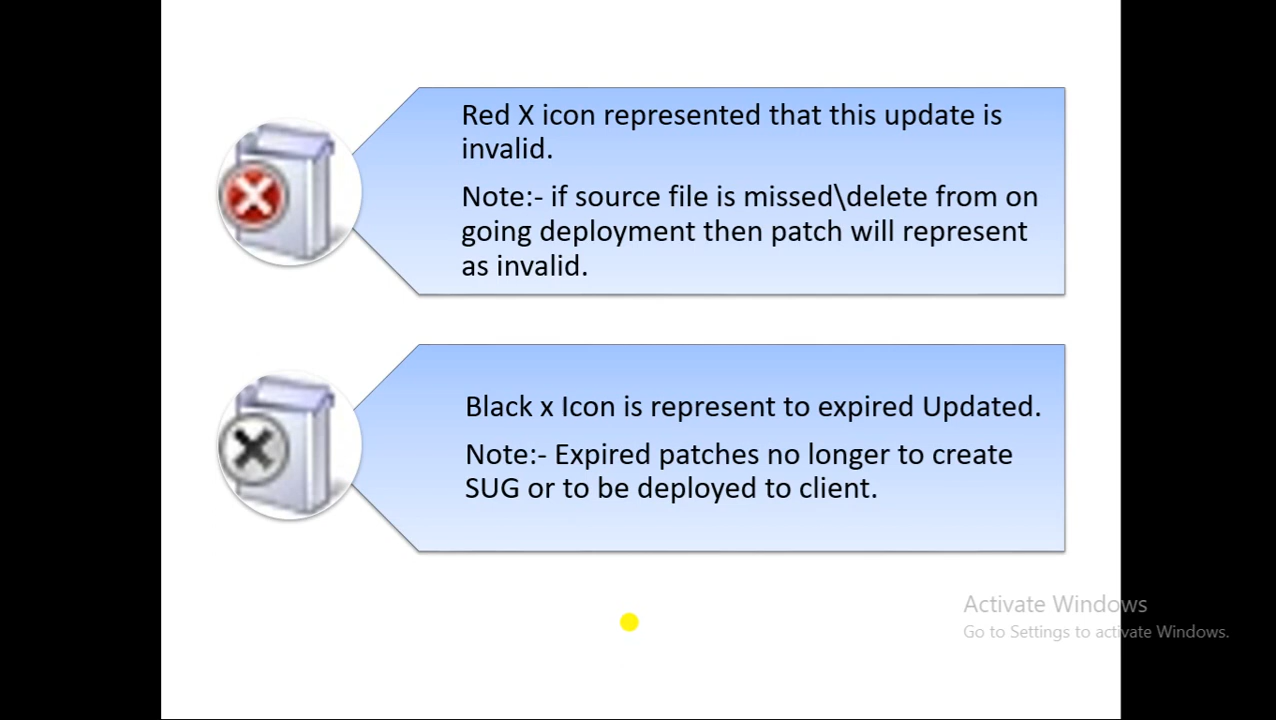 Red X icon represented that this update is
invalid.
Note:- if source file is missed\delete from on
going deployment then patch will represent
as invalid.
Black x Icon is represent to expired Updated.
Note:- Expired patches no longer to create
SUG or to be deployed to client.
Activate Windows
Go to Settings to activate Windows.